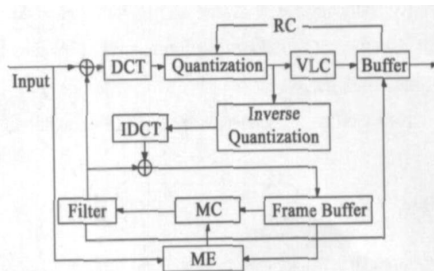 RC
Input
DCT
Quantization
VLC
Buffer
IDCT
Inverse
Quantization
Filter
MC
Frame Buffer
ME